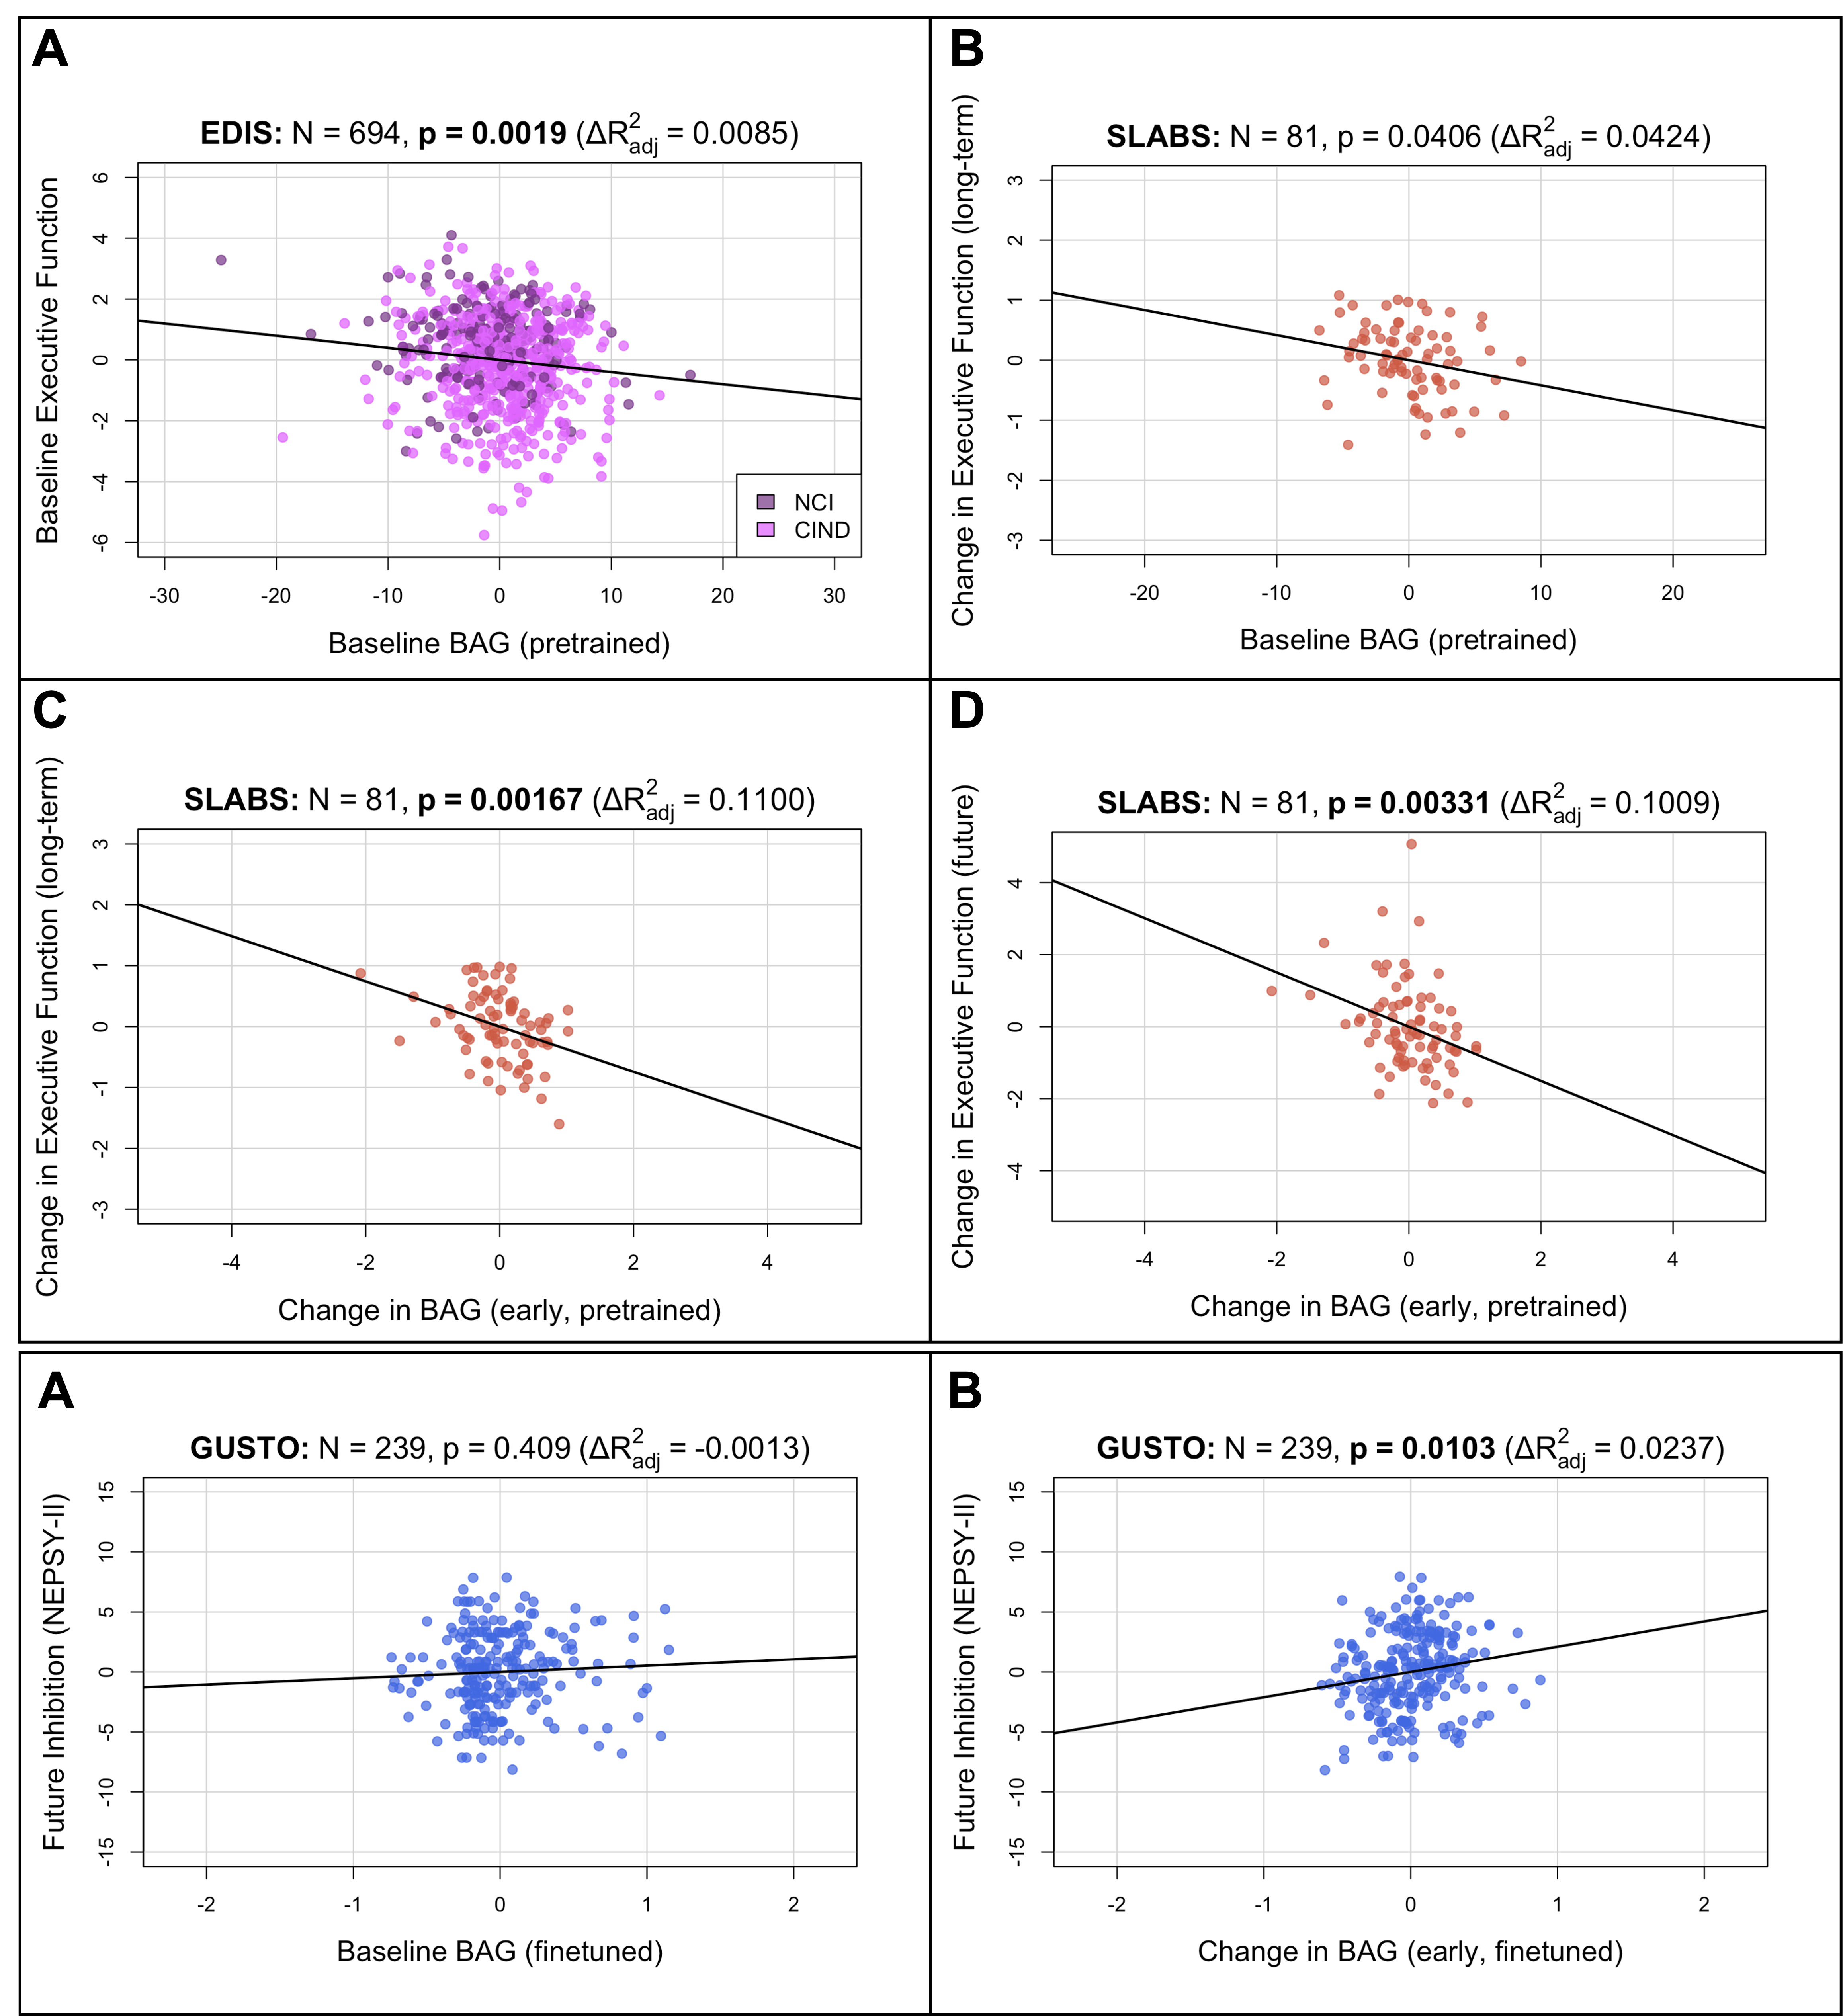 A
EDIS: N = 694, p = 0.0019 (ΔR²adj = 0.0085)
Baseline Executive Function
6
4
2
0
-2
-4
-6
NCI
CIND
-30 -20 -10 0 10 20 30
Baseline BAG (pretrained)
B
SLABS: N = 81, p = 0.0406 (ΔR²adj = 0.0424)
Change in Executive Function (long-term)
3
2
1
0
-1
-2
-3
-20 -10 0 10 20
Baseline BAG (pretrained)
C
SLABS: N = 81, p = 0.00167 (ΔR²adj = 0.1100)
Change in Executive Function (long-term)
3
2
1
0
-1
-2
-3
-4 -2 0 2 4
Change in BAG (early, pretrained)
D
SLABS: N = 81, p = 0.00331 (ΔR²adj = 0.1009)
Change in Executive Function (future)
4
2
0
-2
-4
-4 -2 0 2 4
Change in BAG (early, pretrained)
A
GUSTO: N = 239, p = 0.409 (ΔR²adj = -0.0013)
Future Inhibition (NEPSY-II)
15
10
5
0
-5
-10
-15
-2 -1 0 1 2
Baseline BAG (finetuned)
B
GUSTO: N = 239, p = 0.0103 (ΔR²adj = 0.0237)
Future Inhibition (NEPSY-II)
15
10
5
0
-5
-10
-15
-2 -1 0 1 2
Change in BAG (early, finetuned)